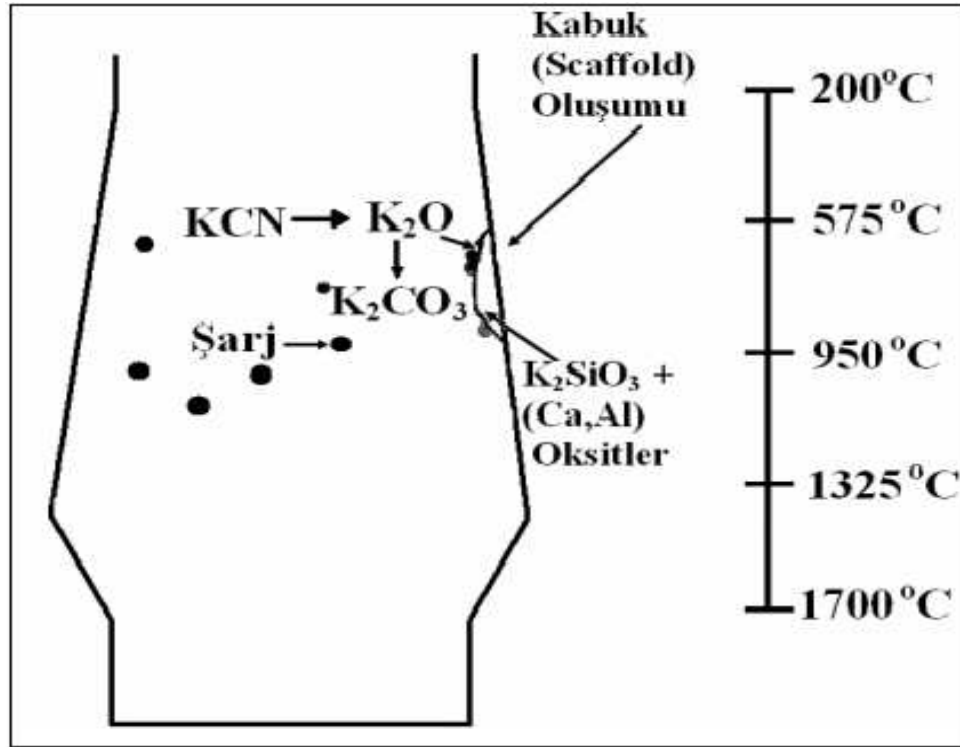 Kabuk
(Scaffold)
Oluşumu
200°C
KCN K₂O
575°C
K₂CO₃
Şarj
950°C
K₂SiO₃ +
(Ca,Al)
Oksitler
1325°C
1700°C